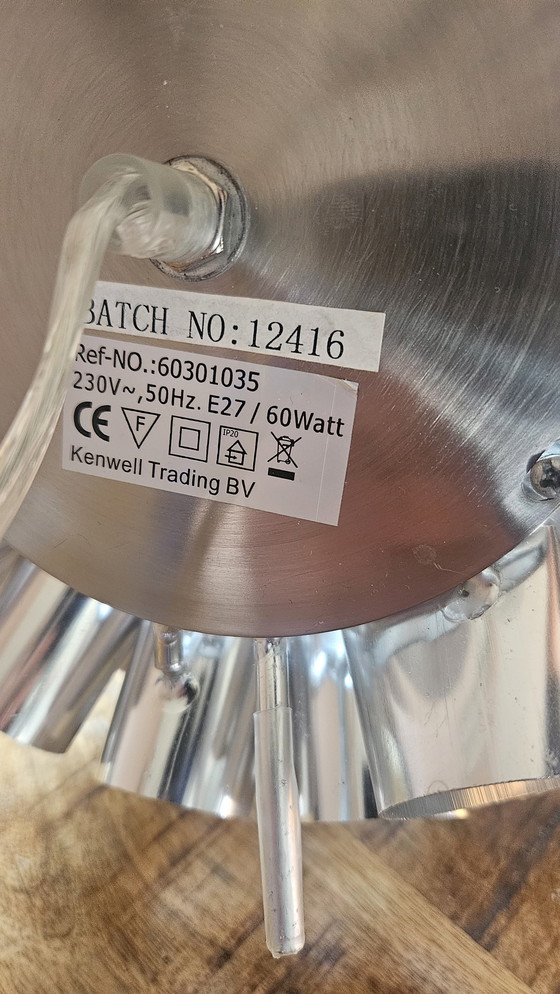 BATCH NO:12416
Ref-NO.:60301035
230V~,50Hz. E27 / 60Watt
CE F IP20
Kenwell Trading BV